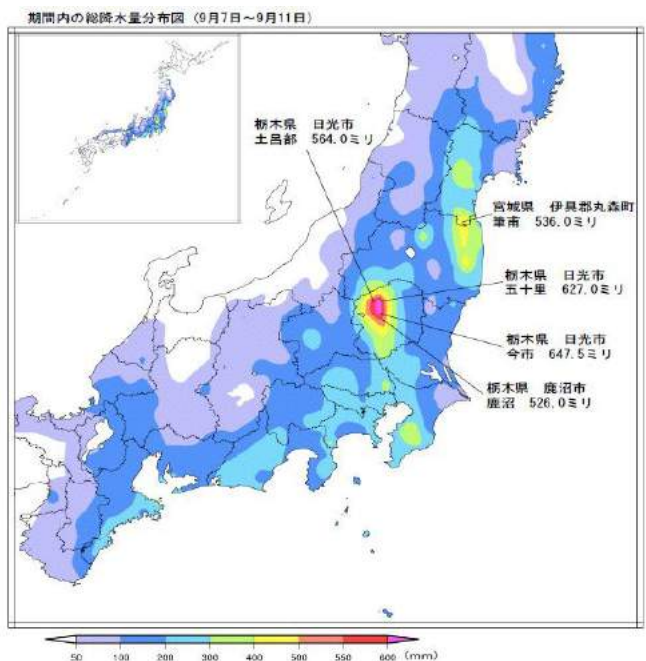 期間内の総降水量分布図 (9月7日～9月11日)
栃木県 日光市
土呂部 564.0ミリ
宮城県 伊具郡丸森町
筆甫 536.0ミリ
栃木県 日光市
五十里 627.0ミリ
栃木県 日光市
今市 647.5ミリ
栃木県 鹿沼市
鹿沼 526.0ミリ
50 100 200 300 400 500 550 600 (mm)